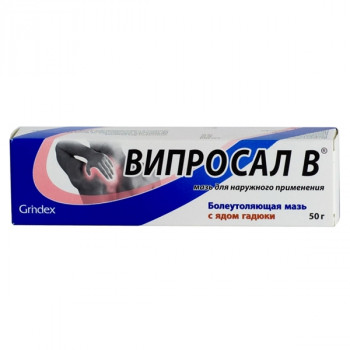 ВИПРОСАЛ В®
мазь для наружного применения
Grindex
Болеутоляющая мазь
с ядом гадюки
50 г